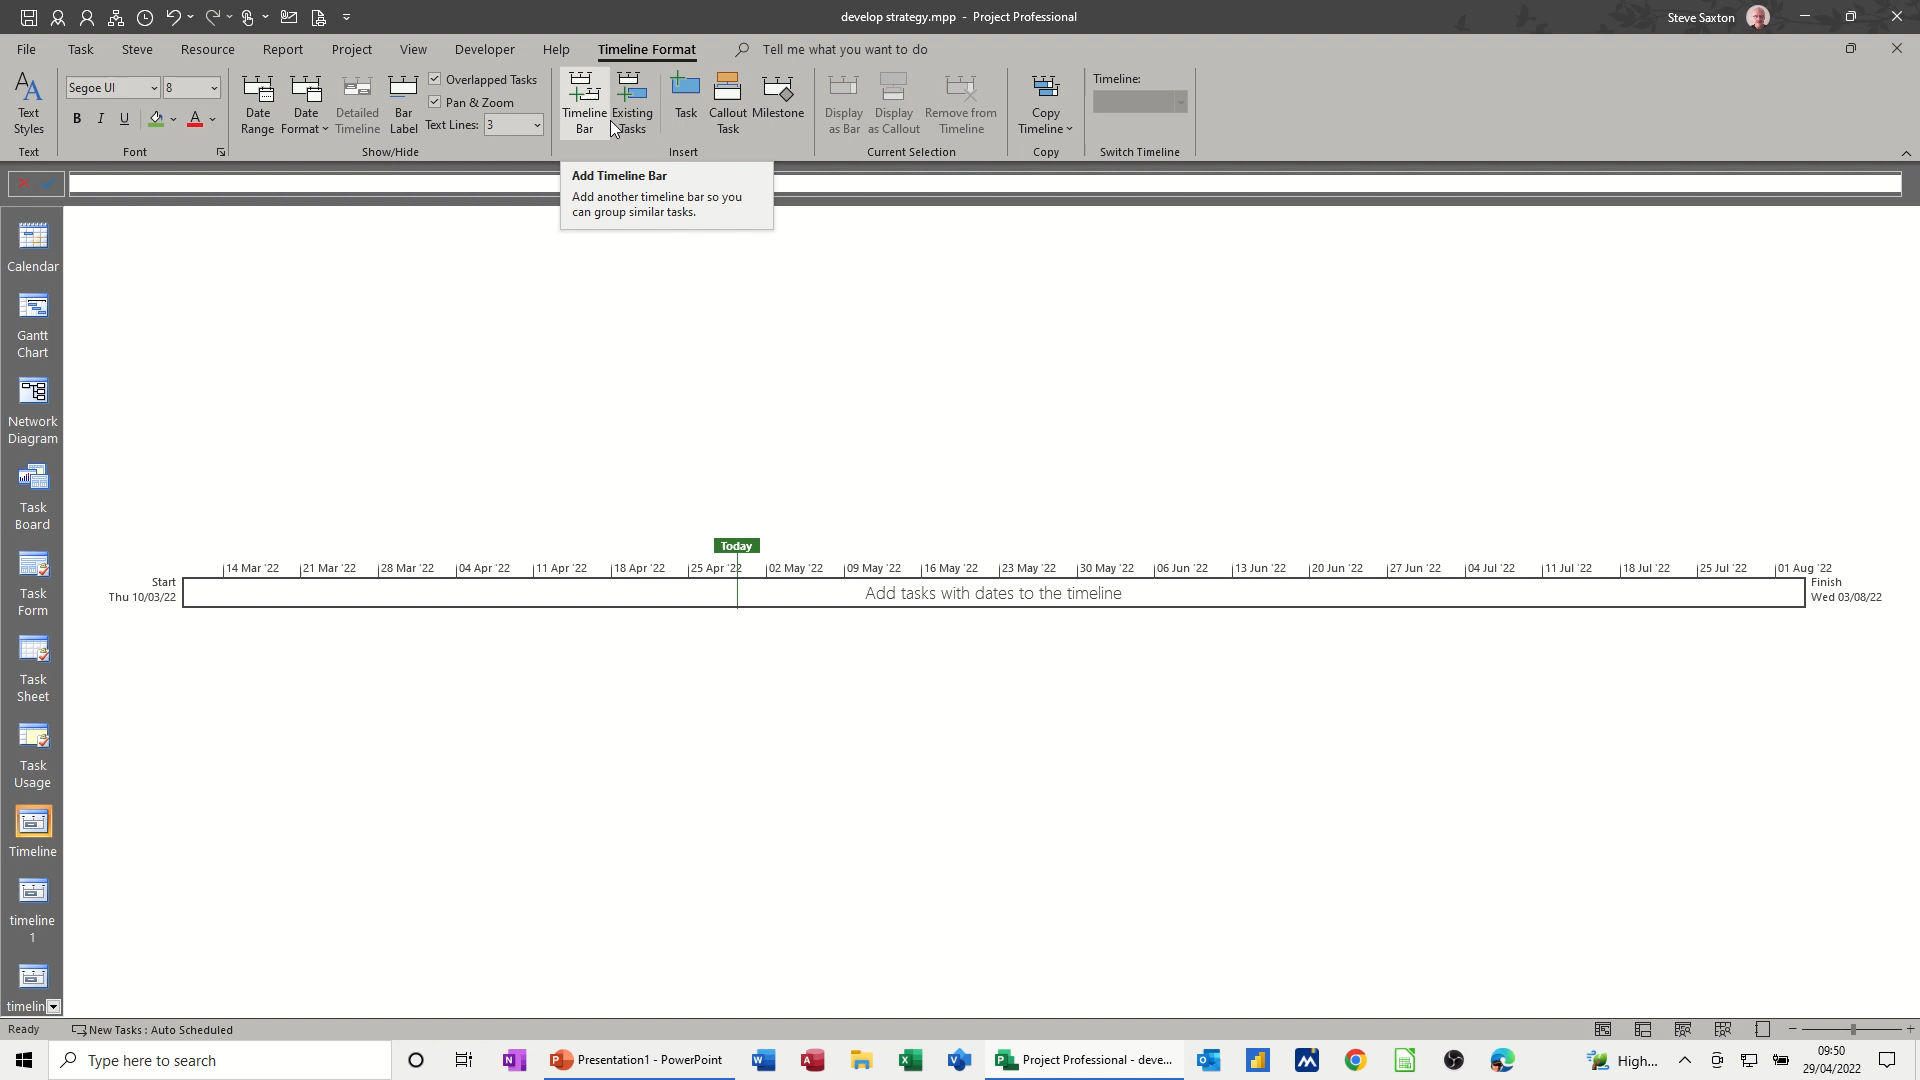 develop strategy.mpp - Project Professional
Steve Saxton
File Task Steve Resource Report Project View Developer Help Timeline Format Tell me what you want to do
Text Styles
Text
Segoe UI 8
B I U A
Font
Date Range
Date Format
Detailed Timeline
Bar Label
Overlapped Tasks
Pan & Zoom
Text Lines: 3
Show/Hide
Timeline Bar
Existing Tasks
Task
Callout Task
Milestone
Insert
Display as Bar
Display as Callout
Remove from Timeline
Current Selection
Copy Timeline
Copy
Timeline:
Switch Timeline
Add Timeline Bar
Add another timeline bar so you
can group similar tasks.
Calendar
Gantt
Chart
Network
Diagram
Task
Board
Task
Form
Task
Sheet
Task
Usage
Timeline
timeline
1
timelin
Today
14 Mar '22 21 Mar '22 28 Mar '22 04 Apr '22 11 Apr '22 18 Apr '22 25 Apr '22 02 May '22 09 May '22 16 May '22 23 May '22 30 May '22 06 Jun '22 13 Jun '22 20 Jun '22 27 Jun '22 04 Jul '22 11 Jul '22 18 Jul '22 25 Jul '22 01 Aug '22
Start
Thu 10/03/22
Add tasks with dates to the timeline
Finish
Wed 03/08/22
Ready New Tasks : Auto Scheduled
Type here to search
Presentation1 - PowerPoint
Project Professional - deve...
High...
09:50
29/04/2022